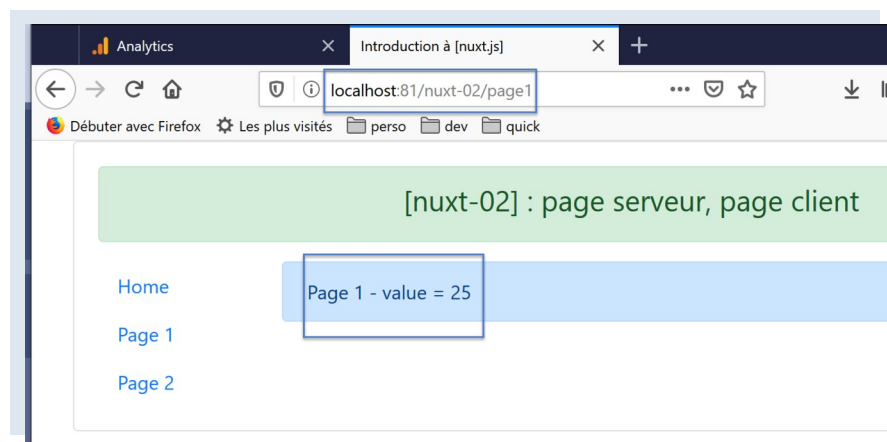 Analytics
Introduction à [nuxt.js]
localhost:81/nuxt-02/page1
Débuter avec Firefox Les plus visités perso dev quick
[nuxt-02] : page serveur, page client
Home
Page 1 - value = 25
Page 1
Page 2